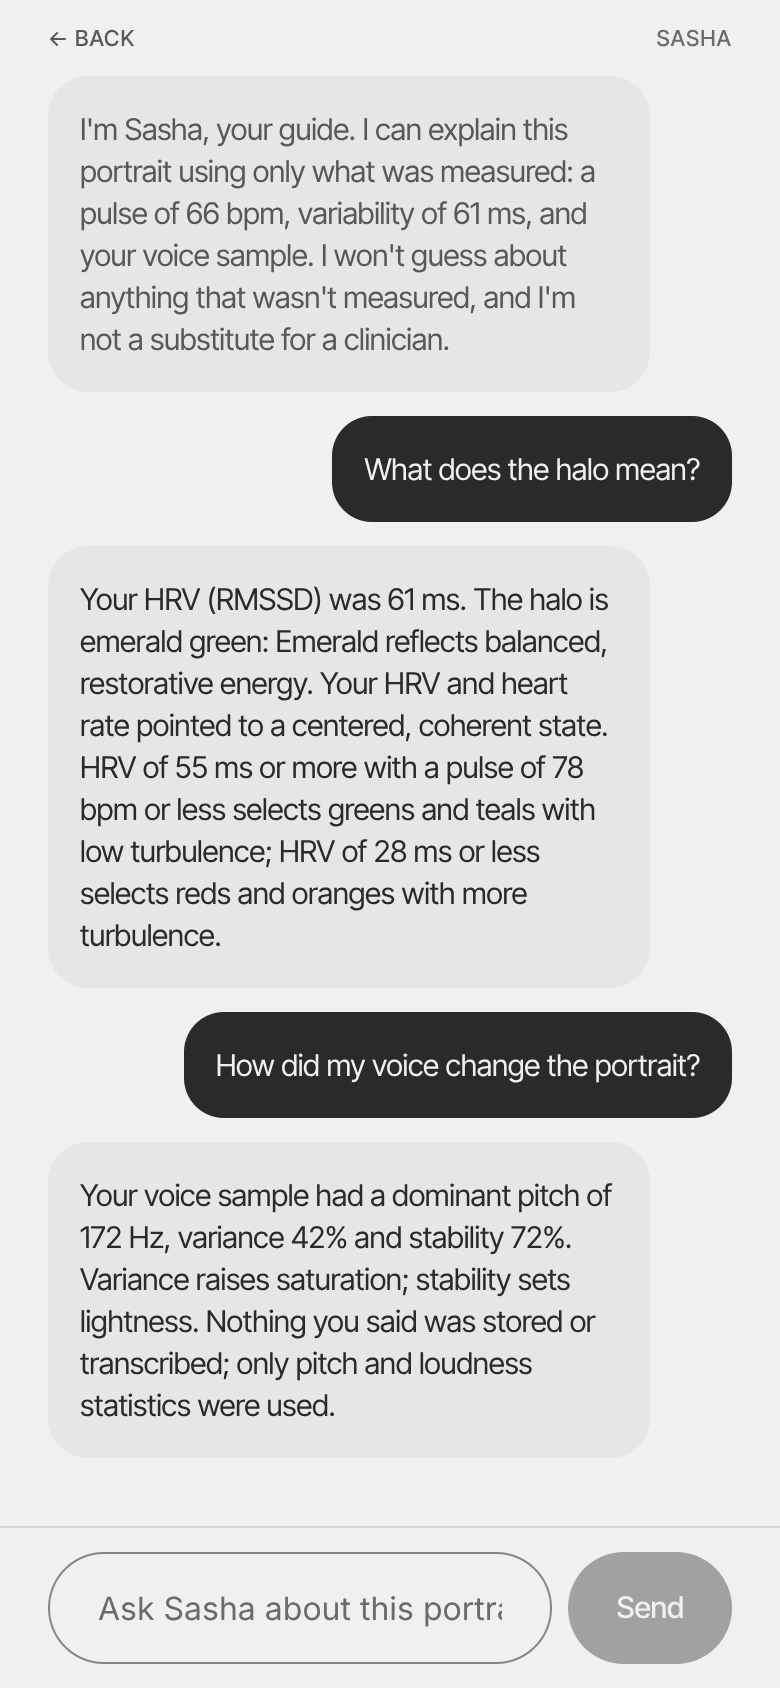 ← BACK
SASHA
I'm Sasha, your guide. I can explain this
portrait using only what was measured: a
pulse of 66 bpm, variability of 61 ms, and
your voice sample. I won't guess about
anything that wasn't measured, and I'm
not a substitute for a clinician.
What does the halo mean?
Your HRV (RMSSD) was 61 ms. The halo is
emerald green: Emerald reflects balanced,
restorative energy. Your HRV and heart
rate pointed to a centered, coherent state.
HRV of 55 ms or more with a pulse of 78
bpm or less selects greens and teals with
low turbulence; HRV of 28 ms or less
selects reds and oranges with more
turbulence.
How did my voice change the portrait?
Your voice sample had a dominant pitch of
172 Hz, variance 42% and stability 72%.
Variance raises saturation; stability sets
lightness. Nothing you said was stored or
transcribed; only pitch and loudness
statistics were used.
Ask Sasha about this portra
Send